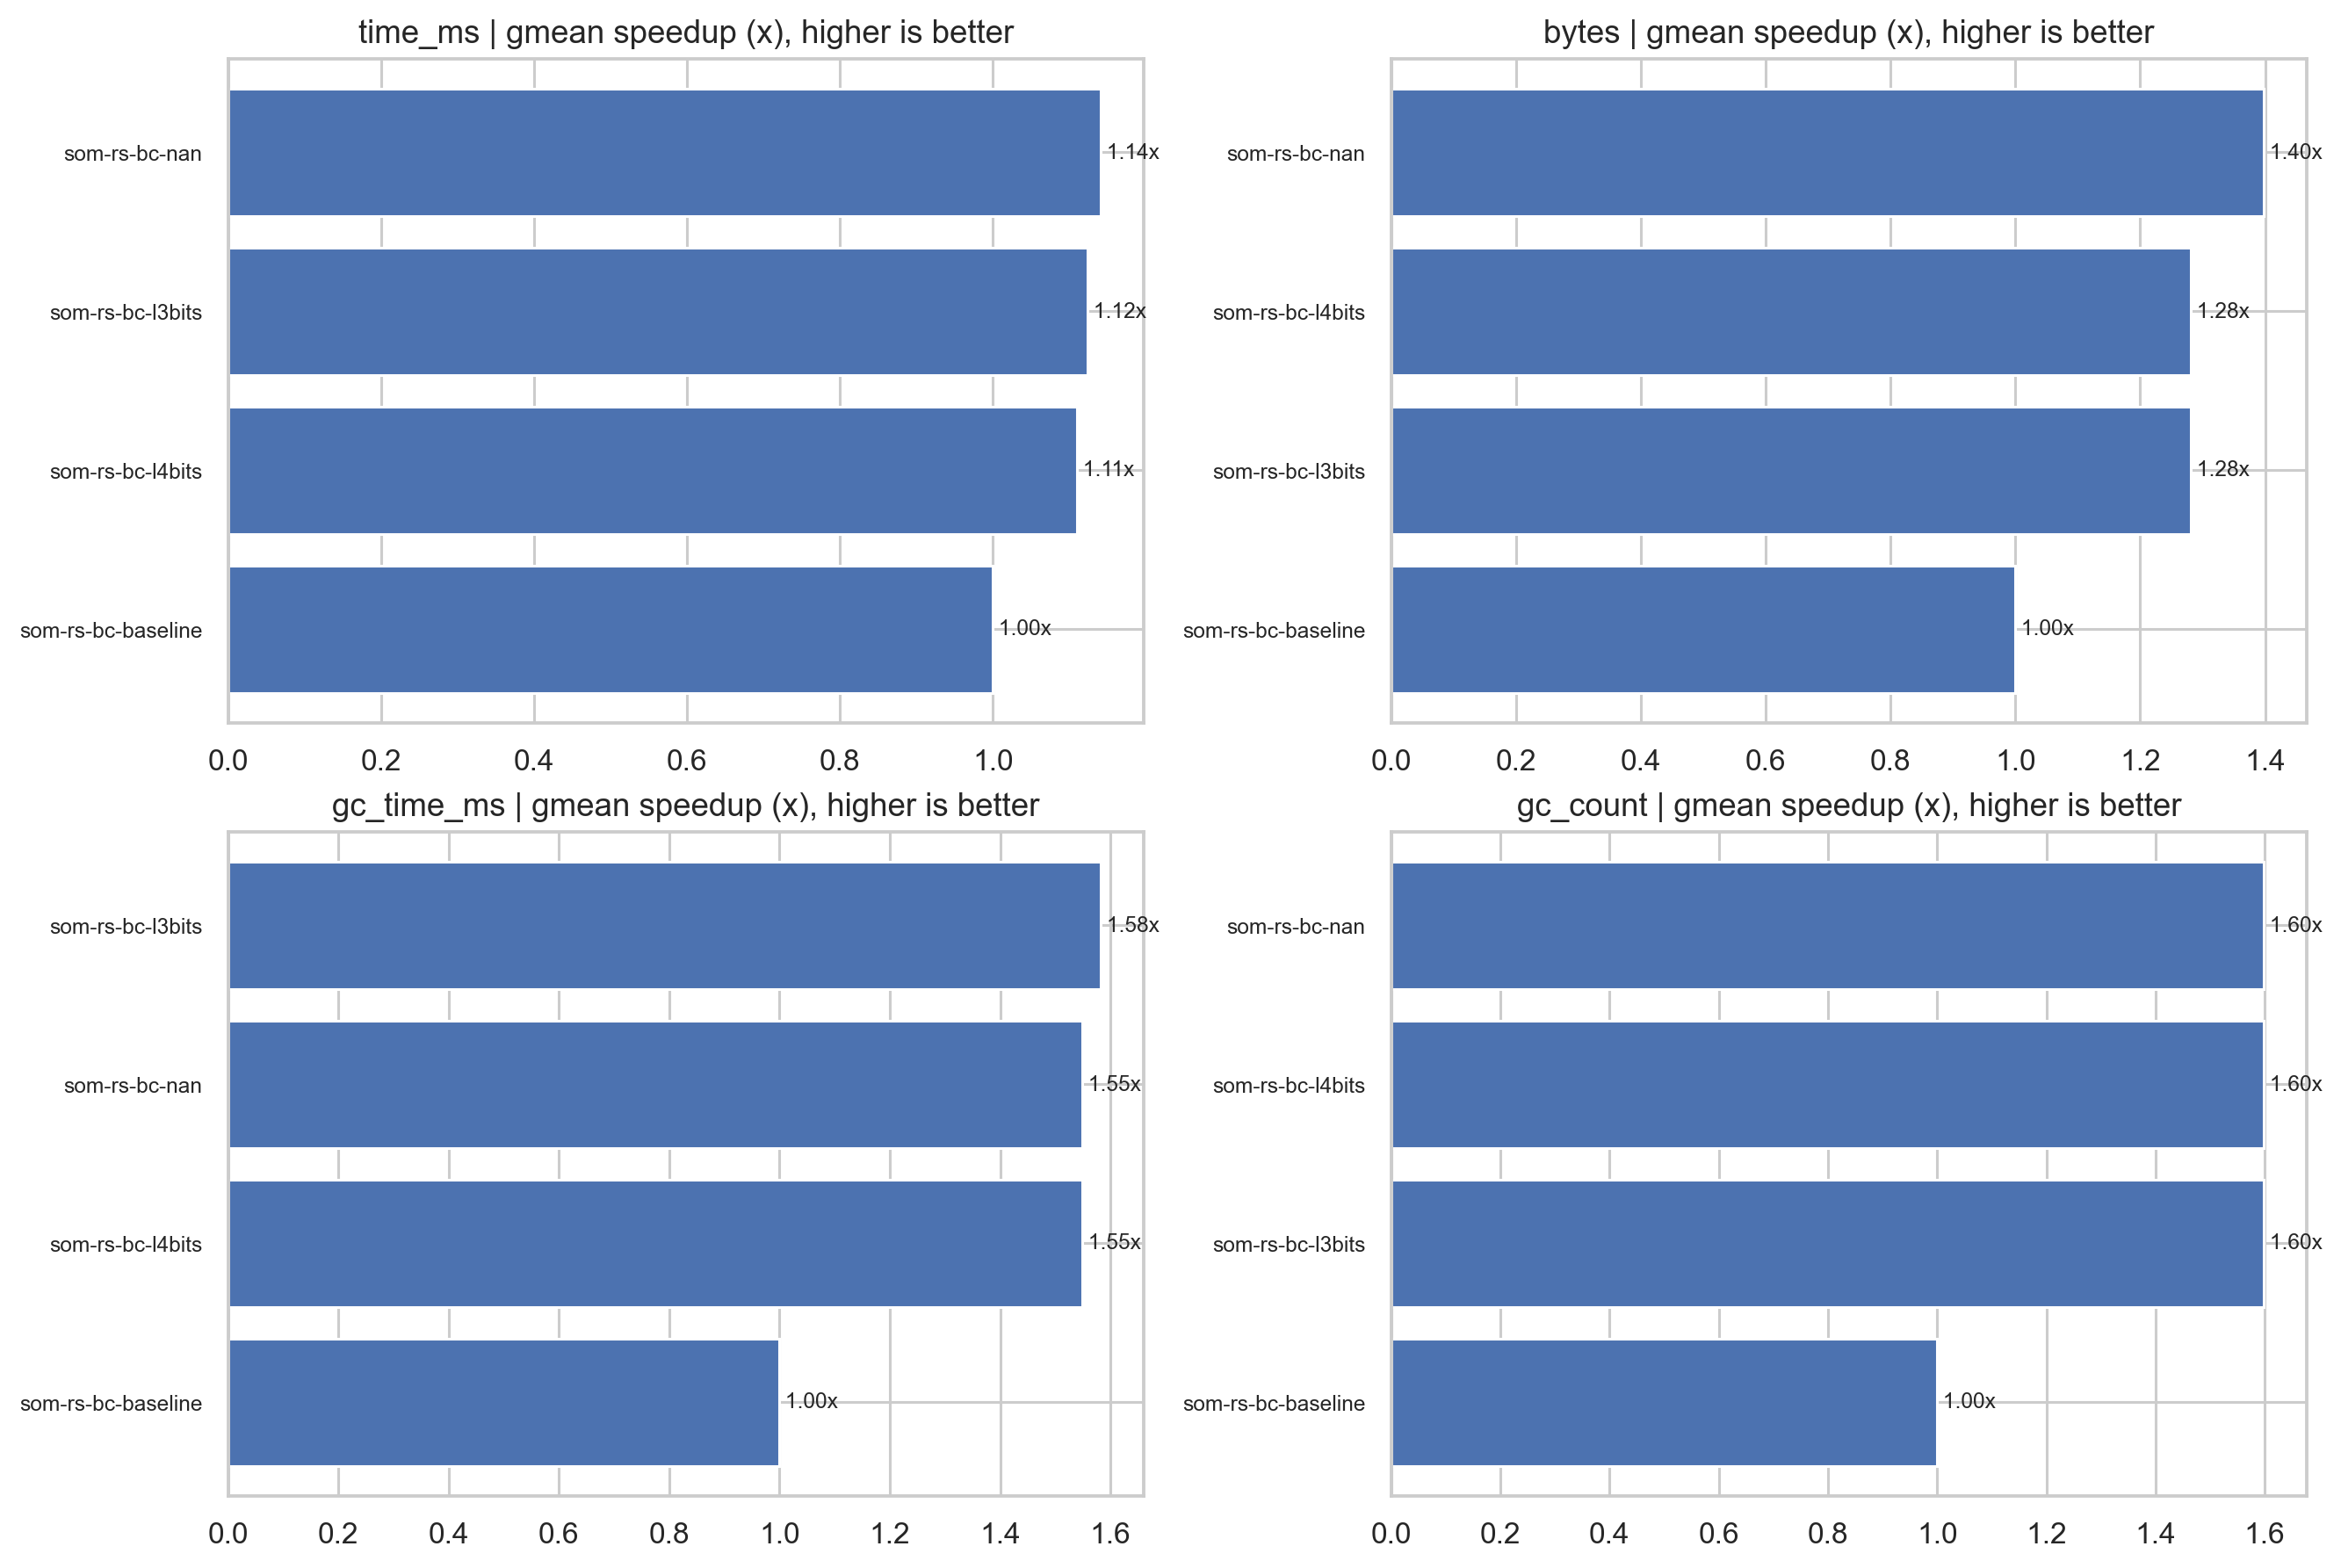 time_ms | gmean speedup (x), higher is better
som-rs-bc-nan
1.14x
som-rs-bc-l3bits
1.12x
som-rs-bc-l4bits
1.11x
som-rs-bc-baseline
1.00x
0.0 0.2 0.4 0.6 0.8 1.0
bytes | gmean speedup (x), higher is better
som-rs-bc-nan
1.40x
som-rs-bc-l4bits
1.28x
som-rs-bc-l3bits
1.28x
som-rs-bc-baseline
1.00x
0.0 0.2 0.4 0.6 0.8 1.0 1.2 1.4
gc_time_ms | gmean speedup (x), higher is better
som-rs-bc-l3bits
1.58x
som-rs-bc-nan
1.55x
som-rs-bc-l4bits
1.55x
som-rs-bc-baseline
1.00x
0.0 0.2 0.4 0.6 0.8 1.0 1.2 1.4 1.6
gc_count | gmean speedup (x), higher is better
som-rs-bc-nan
1.60x
som-rs-bc-l4bits
1.60x
som-rs-bc-l3bits
1.60x
som-rs-bc-baseline
1.00x
0.0 0.2 0.4 0.6 0.8 1.0 1.2 1.4 1.6